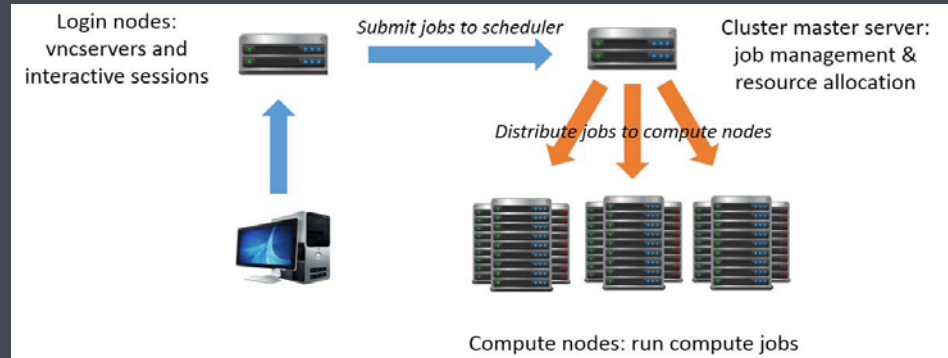 Login nodes:
vncservers and
interactive sessions
Submit jobs to scheduler
Cluster master server:
job management &
resource allocation
Distribute jobs to compute nodes
Compute nodes: run compute jobs